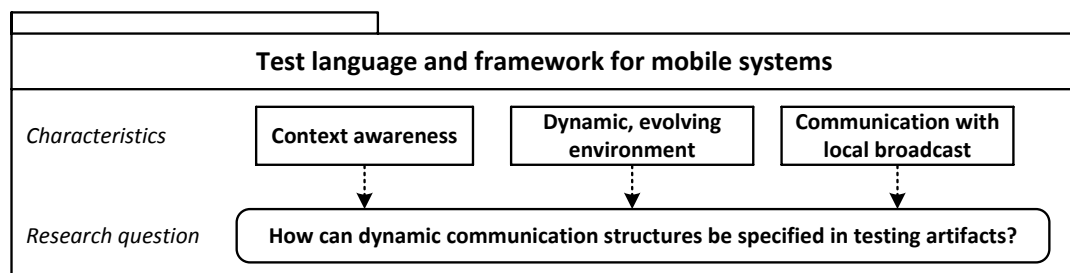 Test language and framework for mobile systems
Characteristics
Context awareness
Dynamic, evolving
environment
Communication with
local broadcast
Research question
How can dynamic communication structures be specified in testing artifacts?